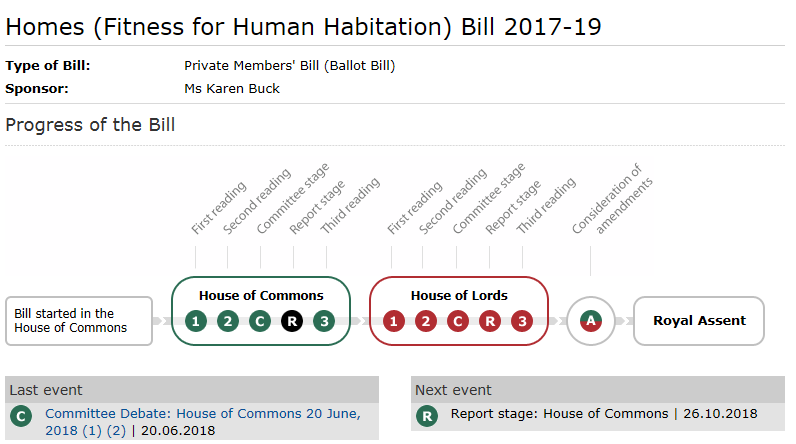 Homes (Fitness for Human Habitation) Bill 2017-19
Type of Bill: Private Members' Bill (Ballot Bill)
Sponsor: Ms Karen Buck
Progress of the Bill
First reading Second reading Committee stage Report stage Third reading First reading Second reading Committee stage Report stage Third reading Consideration of
amendments
Bill started in the
House of Commons
House of Commons
1 2 C R 3
House of Lords
1 2 C R 3
A
Royal Assent
Last event
C Committee Debate: House of Commons 20 June,
2018 (1) (2) | 20.06.2018
Next event
R Report stage: House of Commons | 26.10.2018